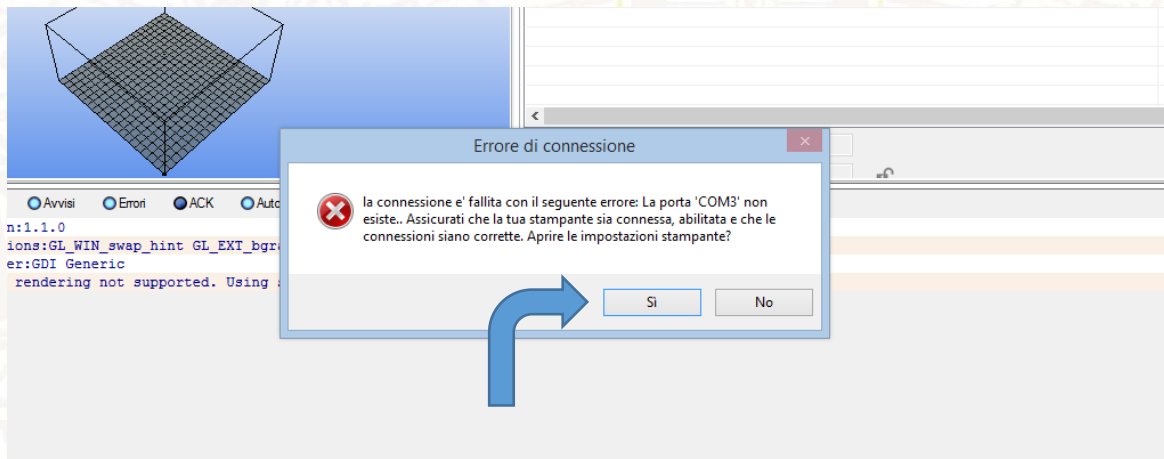 Errore di connessione
la connessione e' fallita con il seguente errore: La porta 'COM3' non
esiste.. Assicurati che la tua stampante sia connessa, abilitata e che le
connessioni siano corrette. Aprire le impostazioni stampante?
Sì No
Avvisi Errori ACK Auto
n:1.1.0
ions:GL_WIN_swap_hint GL_EXT_bgra
er:GDI Generic
rendering not supported. Using